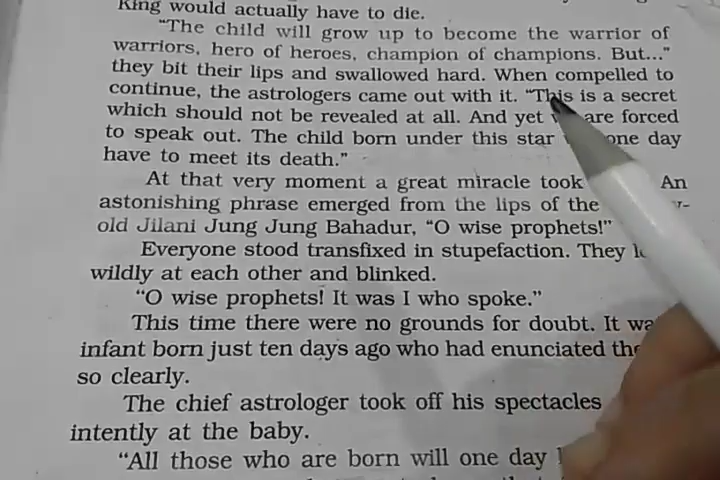 King would actually have to die.
"The child will grow up to become the warrior of
warriors, hero of heroes, champion of champions. But..."
they bit their lips and swallowed hard. When compelled to
continue, the astrologers came out with it. "This is a secret
which should not be revealed at all. And yet are forced
to speak out. The child born under this star one day
have to meet its death."
At that very moment a great miracle took An
astonishing phrase emerged from the lips of the
old Jilani Jung Jung Bahadur, "O wise prophets!"
Everyone stood transfixed in stupefaction. They
wildly at each other and blinked.
"O wise prophets! It was I who spoke."
This time there were no grounds for doubt. It
infant born just ten days ago who had enunciated
so clearly.
The chief astrologer took off his spectacles
intently at the baby.
"All those who are born will one day